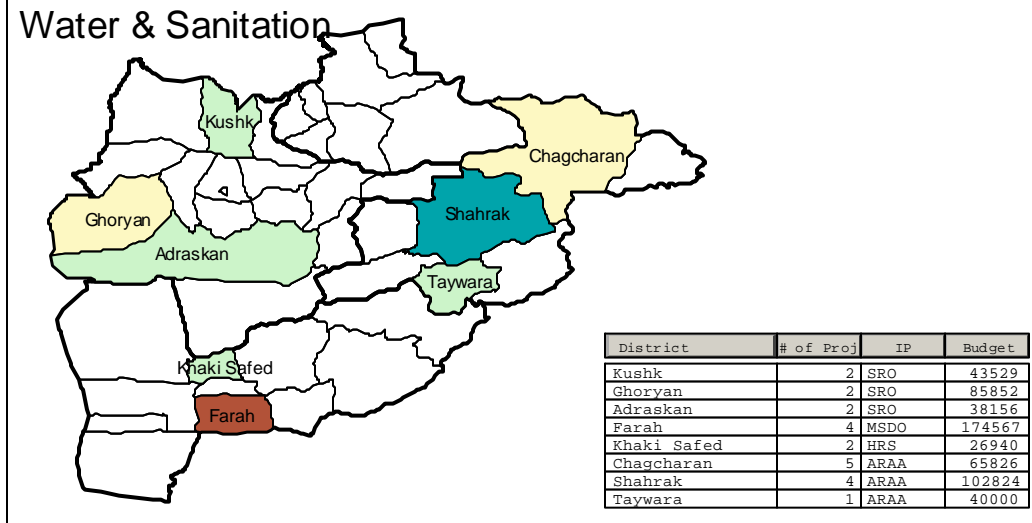 Water & Sanitation
Kushk
Chagcharan
Ghoryan
Shahrak
Adraskan
Taywara
Khaki Safed
Farah
District # of Proj IP Budget
Kushk 2 SRO 43529
Ghoryan 2 SRO 85852
Adraskan 2 SRO 38156
Farah 4 MSDO 174567
Khaki Safed 2 HRS 26940
Chagcharan 5 ARAA 65826
Shahrak 4 ARAA 102824
Taywara 1 ARAA 40000